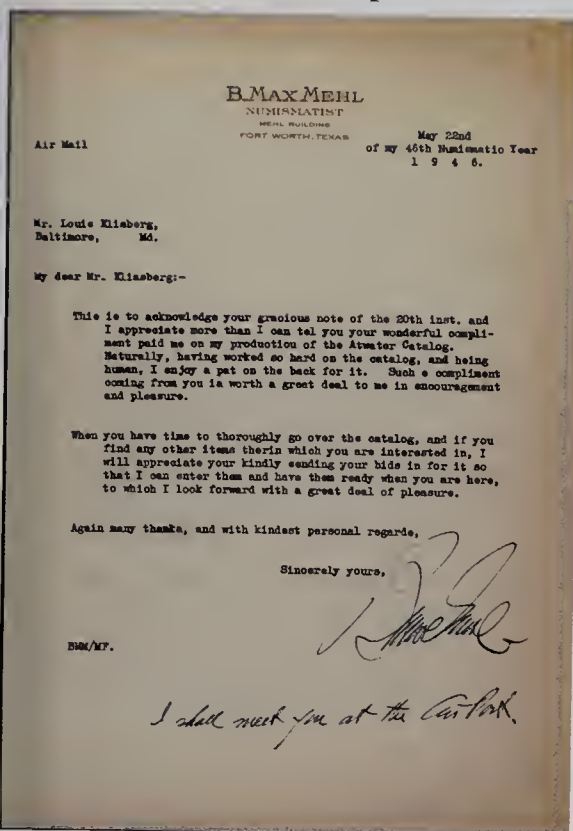 B. MAX MEHL
NUMISMATIST
MEHL BUILDING
FORT WORTH, TEXAS
Air Mail
May 22nd
of my 46th Numismatic Year
1 9 4 6.
Mr. Louis Eliasberg,
Baltimore, Md.
My dear Mr. Eliasberg:-
This is to acknowledge your gracious note of the 20th inst. and
I appreciate more than I can tel you your wonderful compli-
ment paid me on my production of the Atwater Catalog.
Naturally, having worked so hard on the catalog, and being
human, I enjoy a pat on the back for it. Such a compliment
coming from you is worth a great deal to me in encouragement
and pleasure.
When you have time to thoroughly go over the catalog, and if you
find any other items therin which you are interested in, I
will appreciate your kindly sending your bids in for it so
that I can enter them and have them ready when you are here,
to which I look forward with a great deal of pleasure.
Again many thanks, and with kindest personal regards,
Sincerely yours,
B Max Mehl
BMM/MF.
I shall meet you at the Air Port.